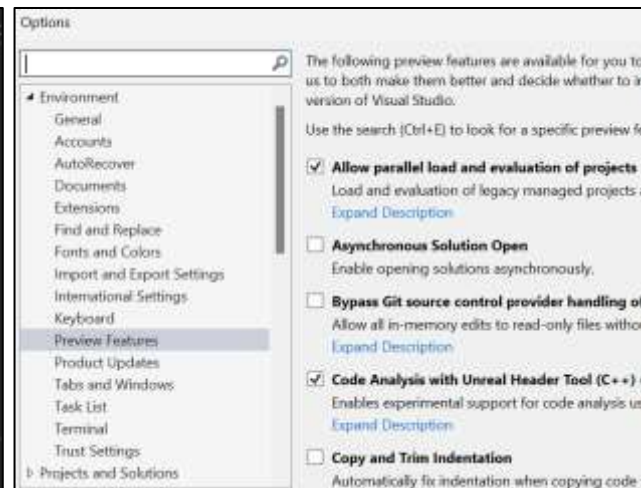 Options
Environment
General
Accounts
AutoRecover
Documents
Extensions
Find and Replace
Fonts and Colors
Import and Export Settings
International Settings
Keyboard
Preview Features
Product Updates
Tabs and Windows
Task List
Terminal
Trust Settings
Projects and Solutions
The following preview features are available for you to
us to both make them better and decide whether to in
version of Visual Studio.
Use the search (Ctrl+E) to look for a specific preview fe
Allow parallel load and evaluation of projects
Load and evaluation of legacy managed projects
Expand Description
Asynchronous Solution Open
Enable opening solutions asynchronously.
Bypass Git source control provider handling of
Allow all in-memory edits to read-only files withou
Expand Description
Code Analysis with Unreal Header Tool (C++)
Enables experimental support for code analysis us
Expand Description
Copy and Trim Indentation
Automatically fix indentation when copying code